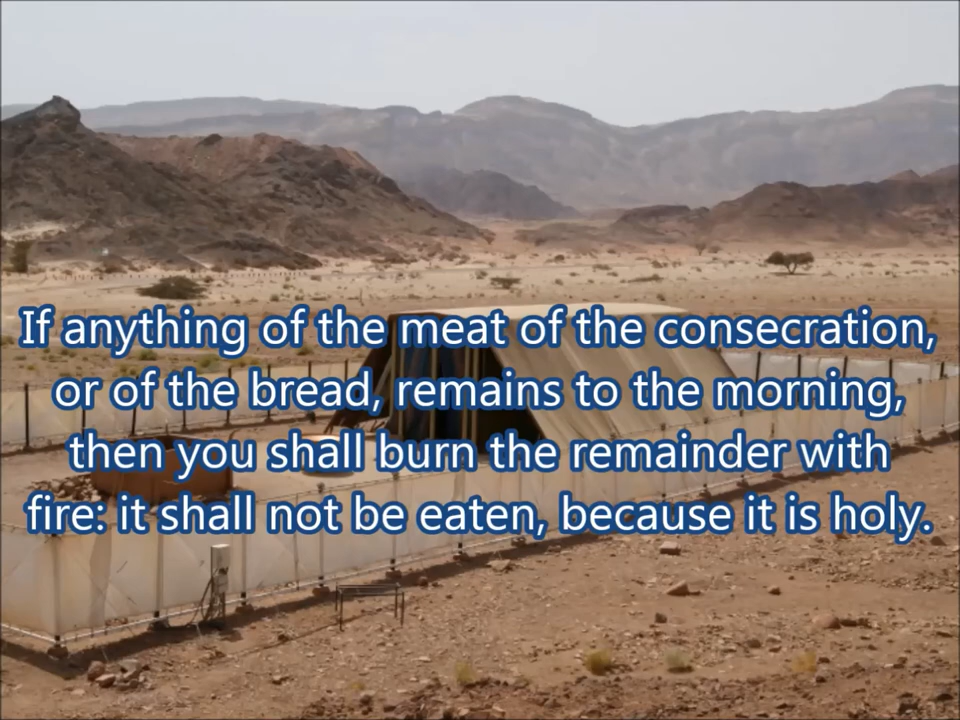 If anything of the meat of the consecration,
or of the bread, remains to the morning,
then you shall burn the remainder with
fire: it shall not be eaten, because it is holy.